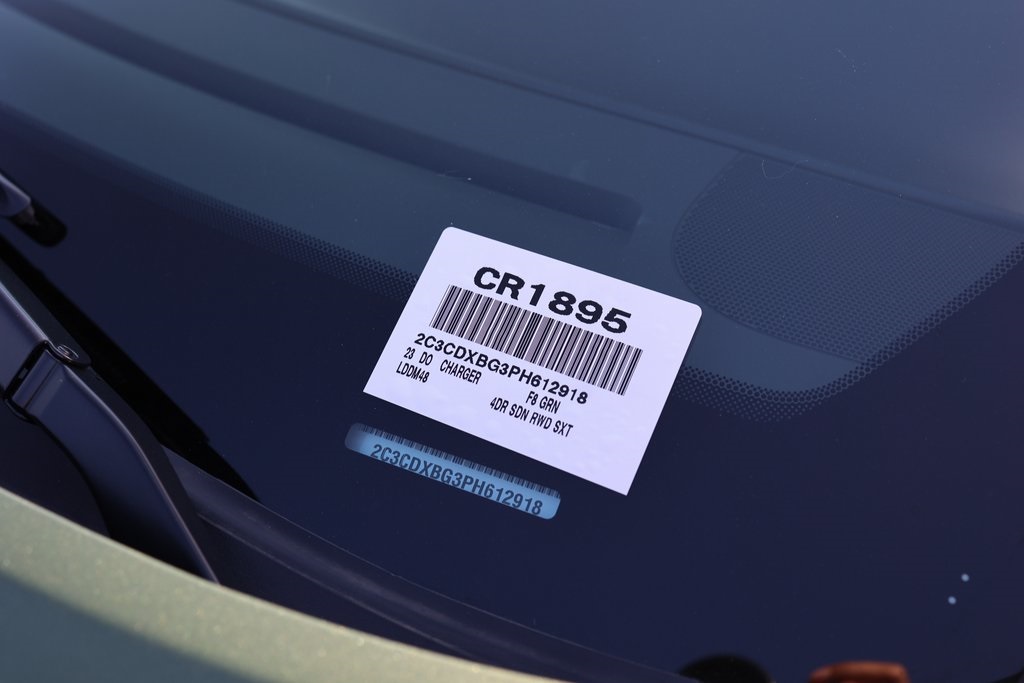 CR1895
2C3CDXBG3PH612918
23 DO CHARGER F8 GRN
LDDM48 4DR SDN RWD SXT
2C3CDXBG3PH612918